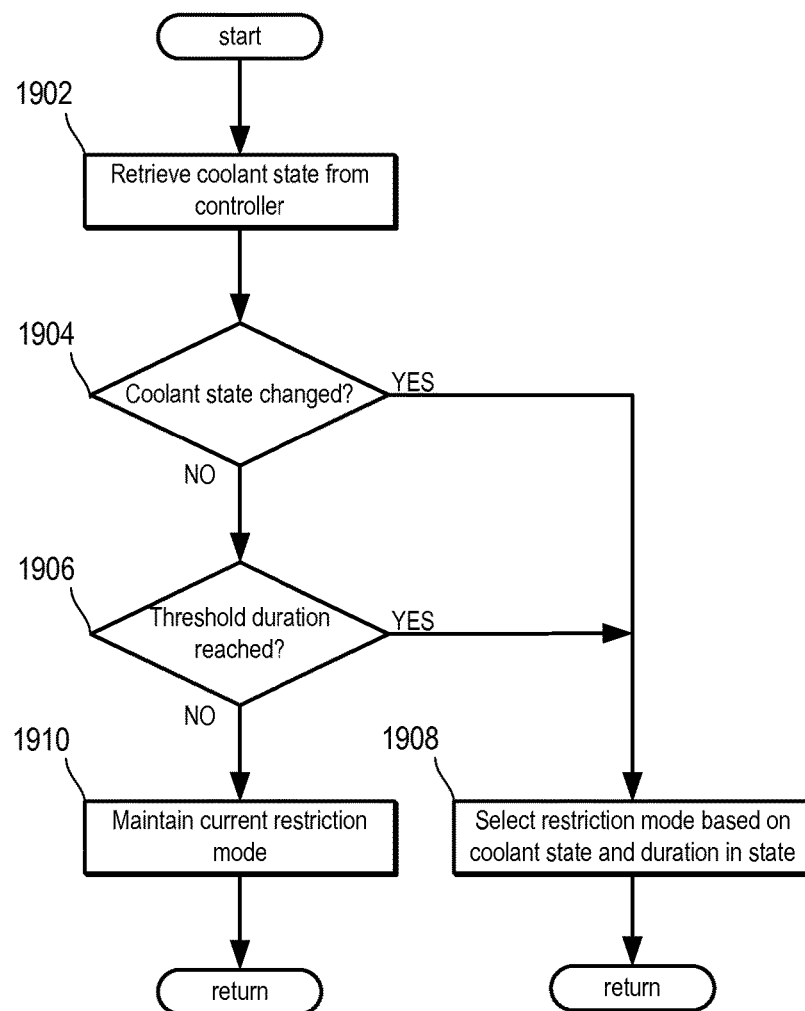 start
1902
Retrieve coolant state from
controller
1904
Coolant state changed?
YES
NO
1906
Threshold duration
reached?
YES
NO
1910
Maintain current restriction
mode
1908
Select restriction mode based on
coolant state and duration in state
return
return